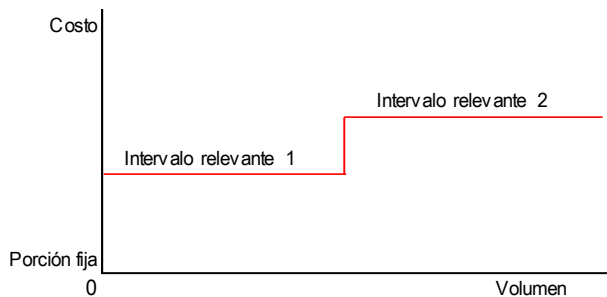 Costo
Intervalo relevante 2
Intervalo relevante 1
Porción fija
0
Volumen